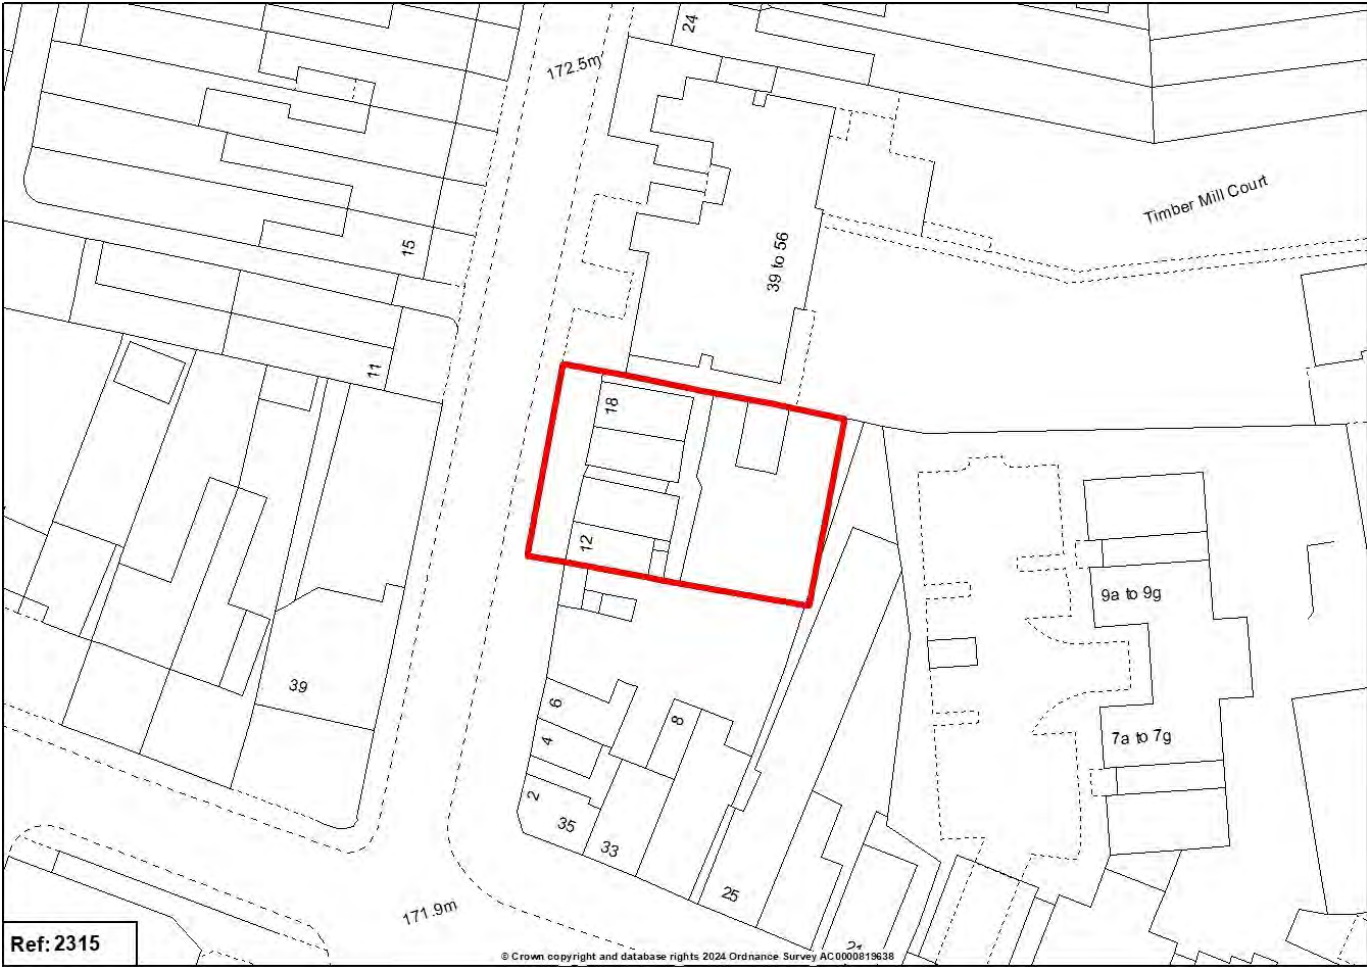 24
172.5m
Timber Mill Court
15
39 to 56
11
18
12
9a to 9g
39
6
8
4
7a to 7g
2
35
33
25
171.9m
Ref: 2315
© Crown copyright and database rights 2024 Ordnance Survey AC0000819638